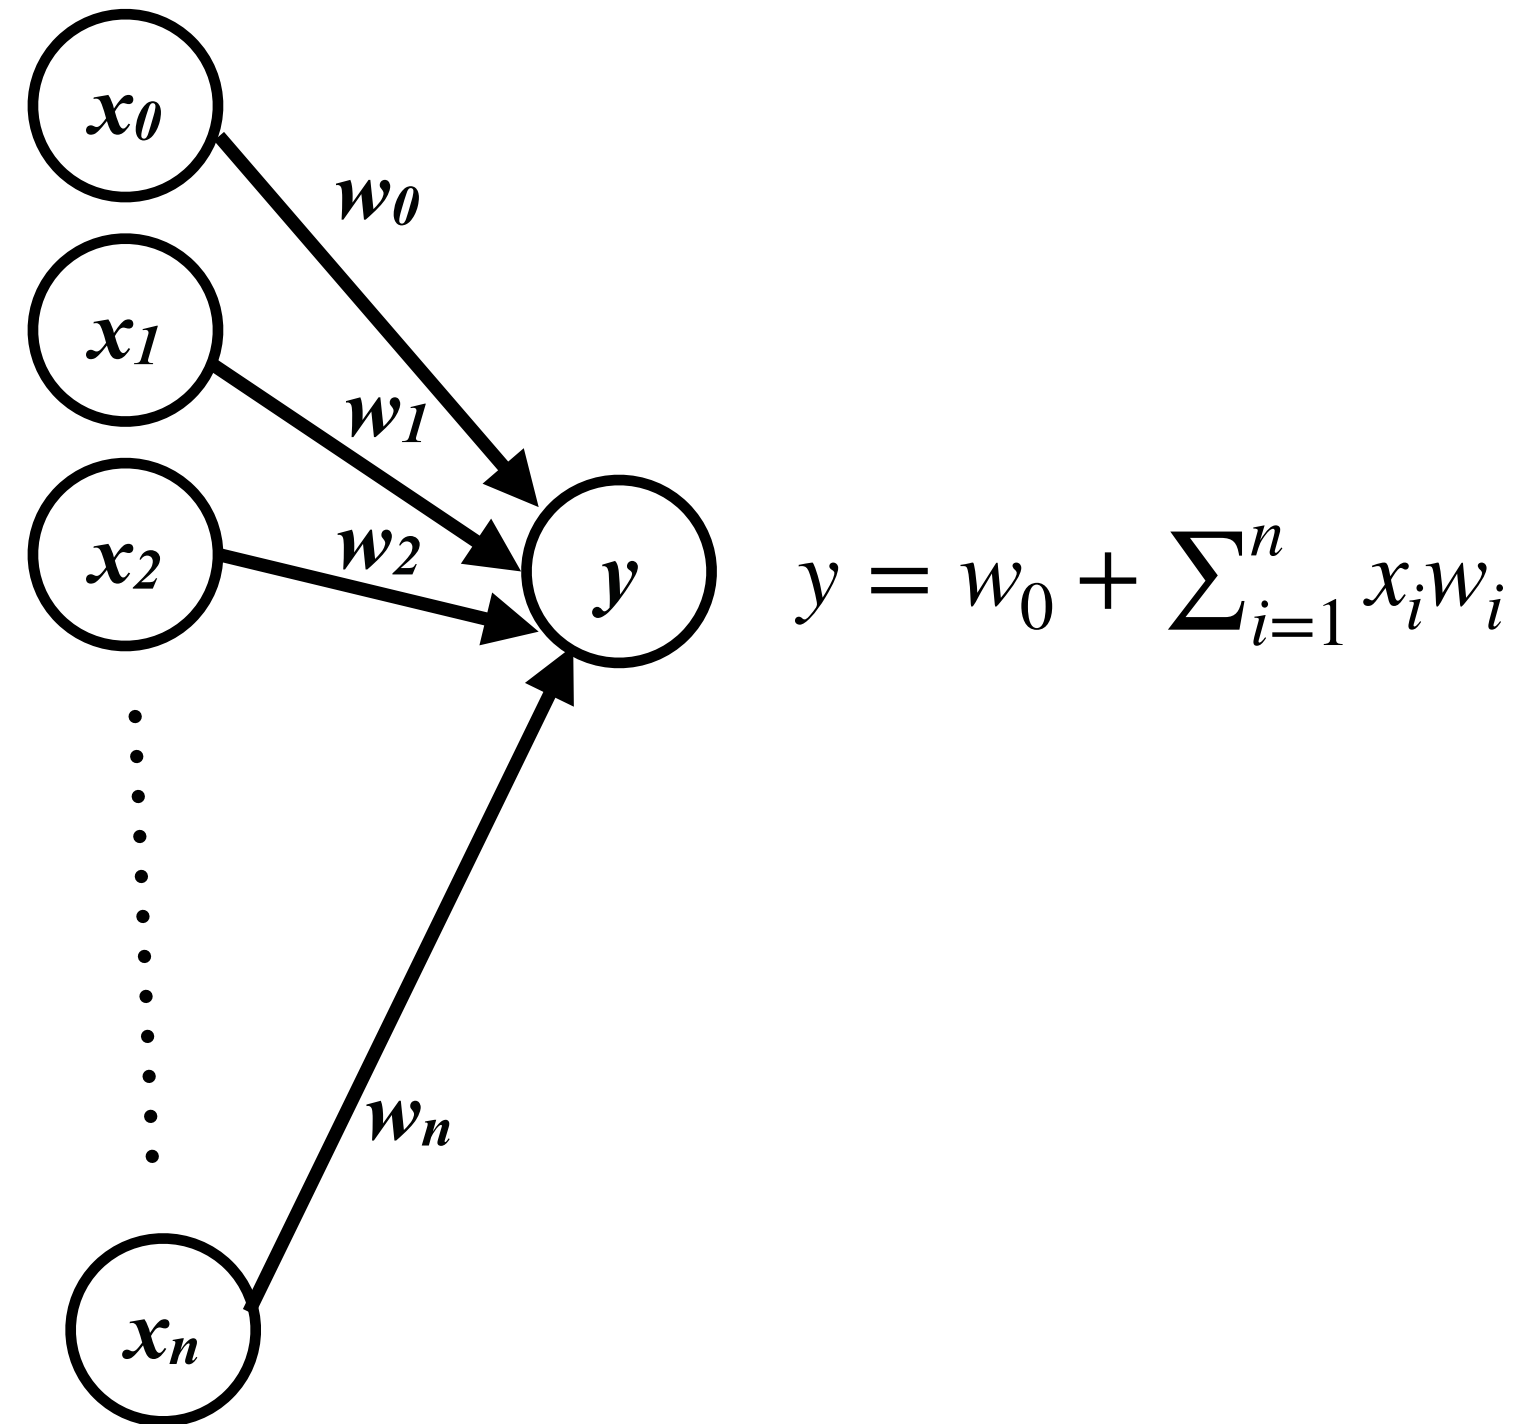 x₀
w₀
x₁
w₁
x₂
w₂
y
y = w₀ + ∑ⁿᵢ₌₁ xᵢwᵢ
wₙ
xₙ